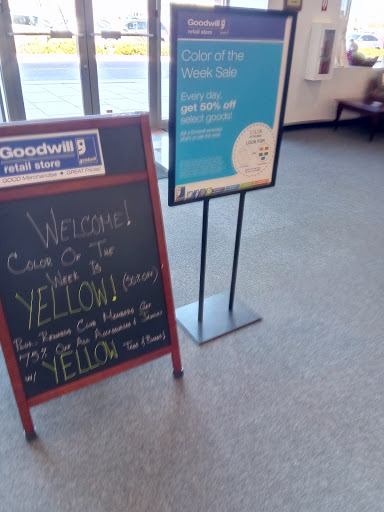 Goodwill
retail store
GOOD Merchandise • GREAT Prices
WELCOME!
COLOR OF THE
WEEK IS
YELLOW! (50% OFF)
PLUS, REWARDS CLUB MEMBERS GET
75% OFF ALL ACCESSORIES &
W/ YELLOW TAGS
Goodwill
retail store
Color of the
Week Sale
Every day,
get 50% off
select goods!